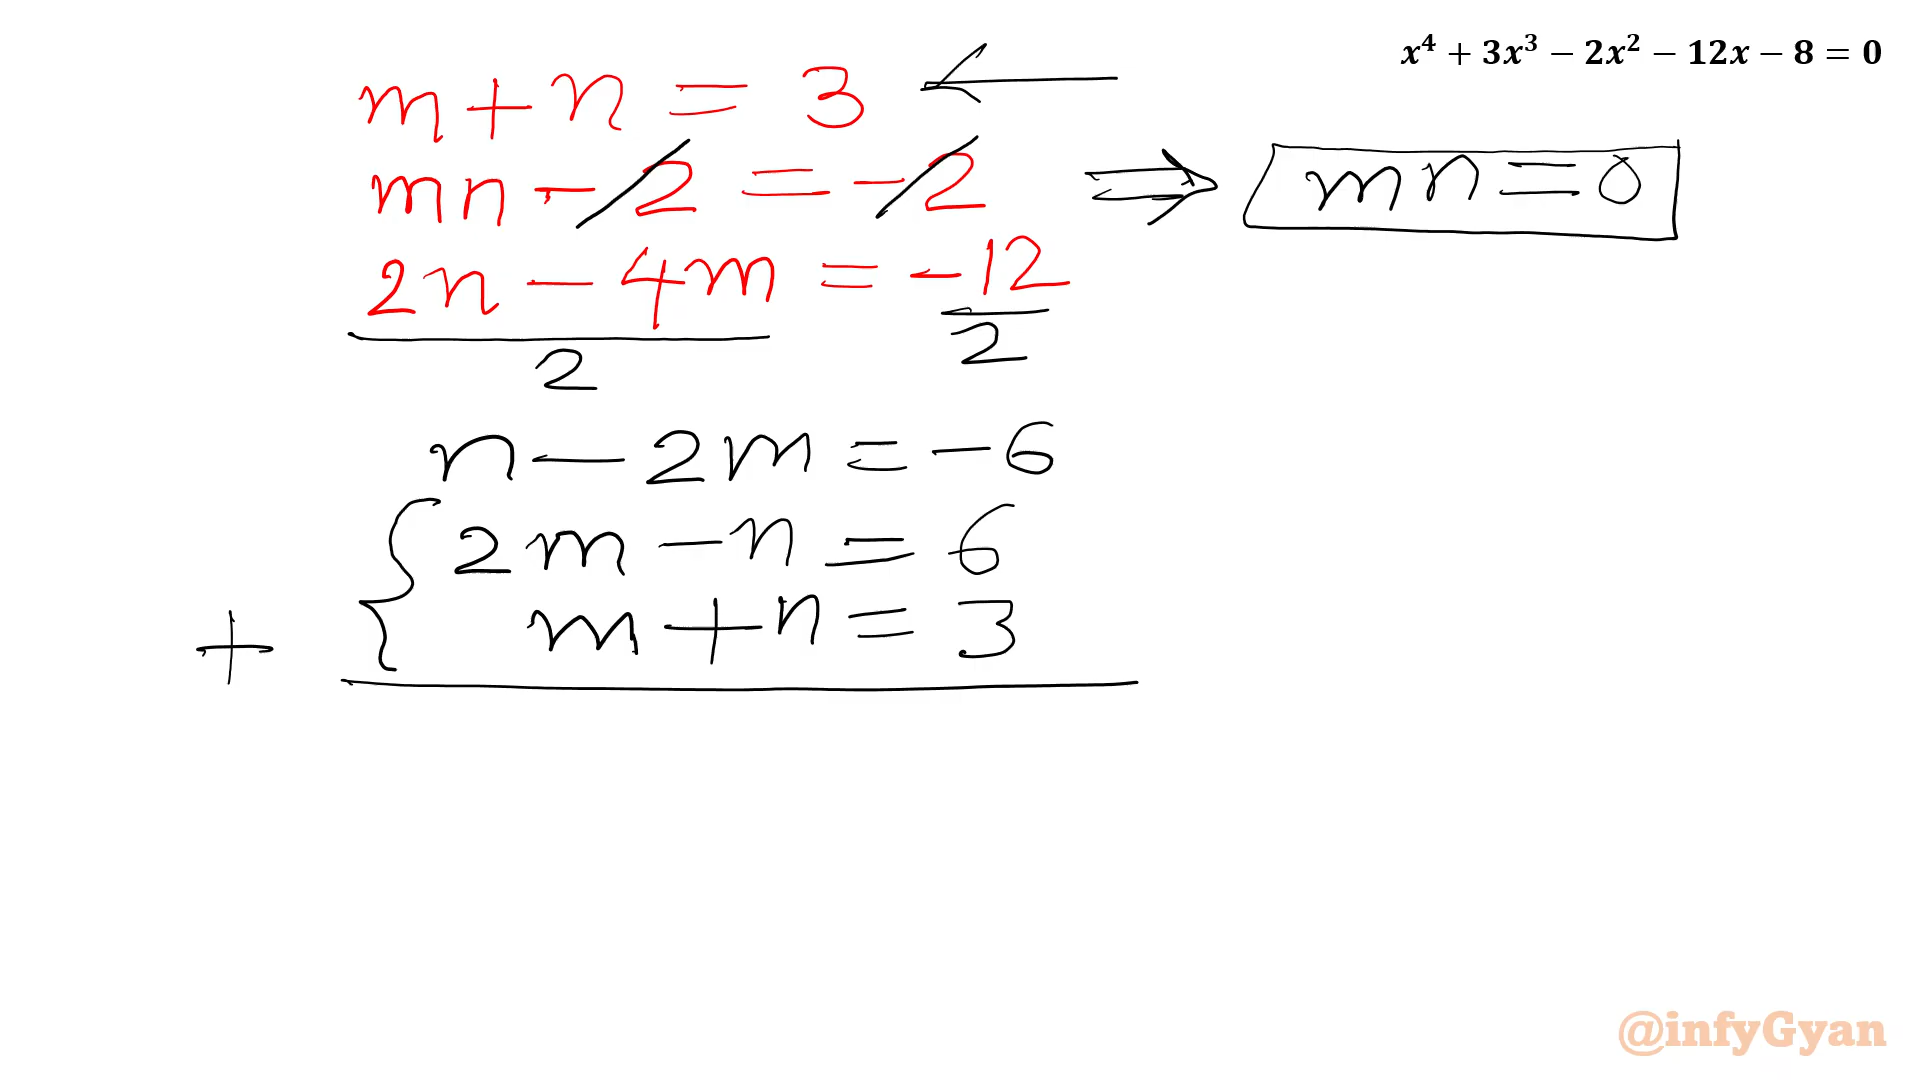 x⁴ + 3x³ − 2x² − 12x − 8 = 0
m + n = 3 ←
mn − 2 = −2 ⇒ mn = 0
2n − 4m = −12
2 2
n − 2m = −6
2m − n = 6
+ { m + n = 3
@infyGyan